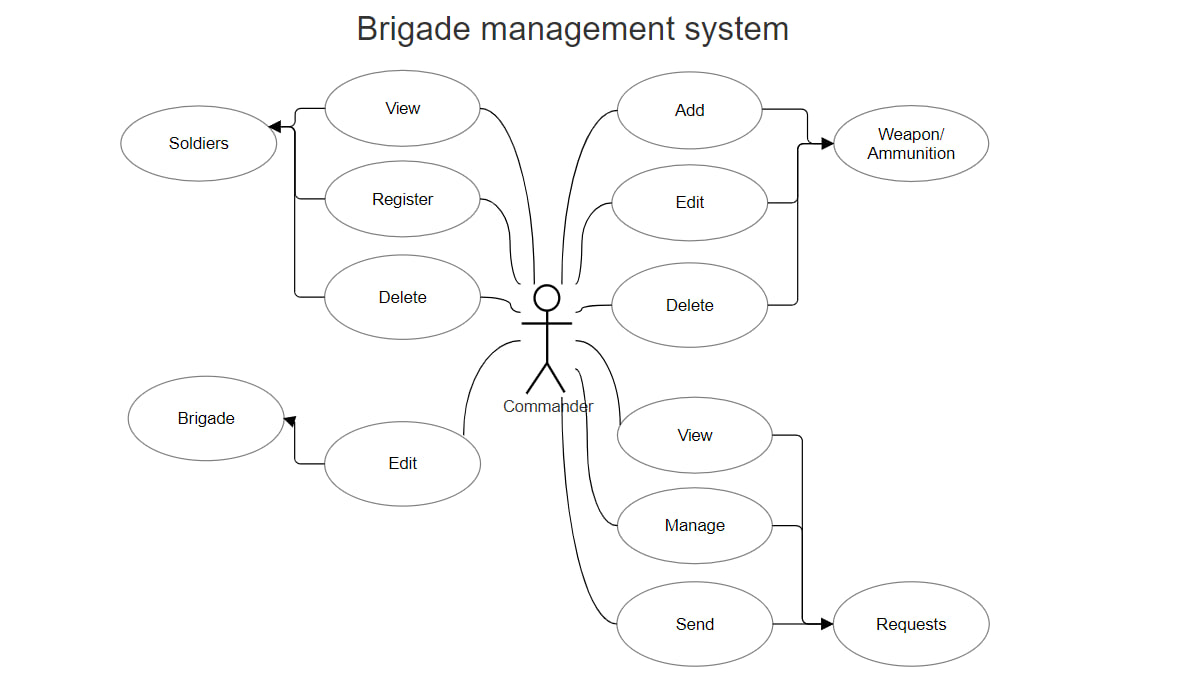 Brigade management system
View
Add
Soldiers
Weapon/
Ammunition
Register
Edit
Delete
Delete
Commander
Brigade
View
Edit
Manage
Send
Requests